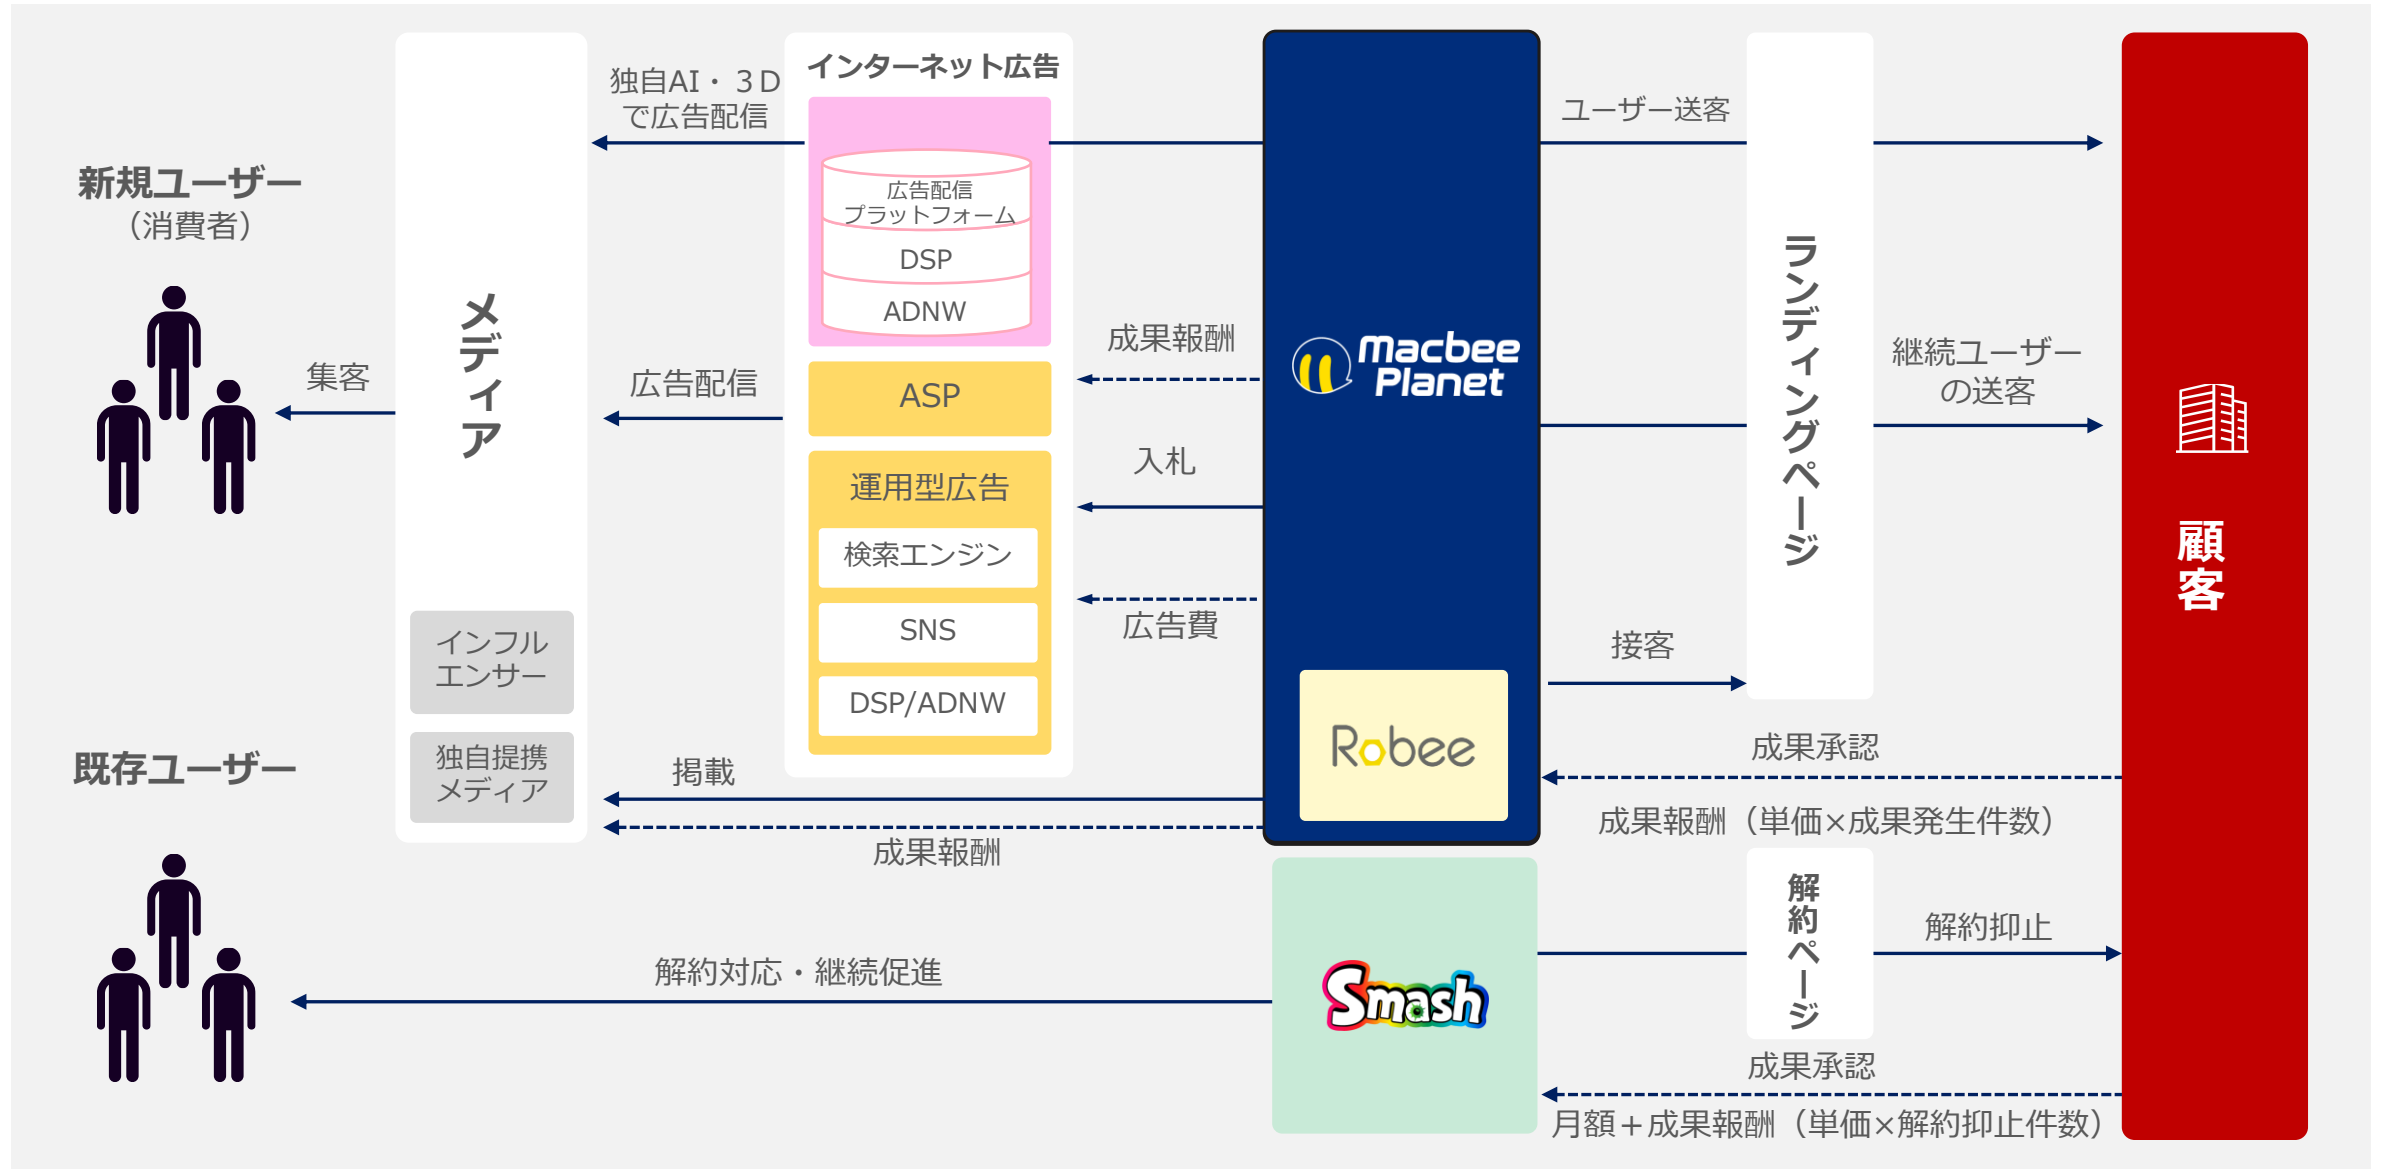 新規ユーザー
（消費者）
集客
既存ユーザー
メディア
インフル
エンサー
独自提携
メディア
独自AI・３D
で広告配信
広告配信
掲載
成果報酬
解約対応・継続促進
インターネット広告
広告配信
プラットフォーム
DSP
ADNW
ASP
運用型広告
検索エンジン
SNS
DSP/ADNW
成果報酬
入札
広告費
Macbee
Planet
Robee
Smash
ユーザー送客
接客
ランディングページ
継続ユーザー
の送客
成果承認
成果報酬（単価×成果発生件数）
解約ページ
解約抑止
成果承認
月額＋成果報酬（単価×解約抑止件数）
顧客